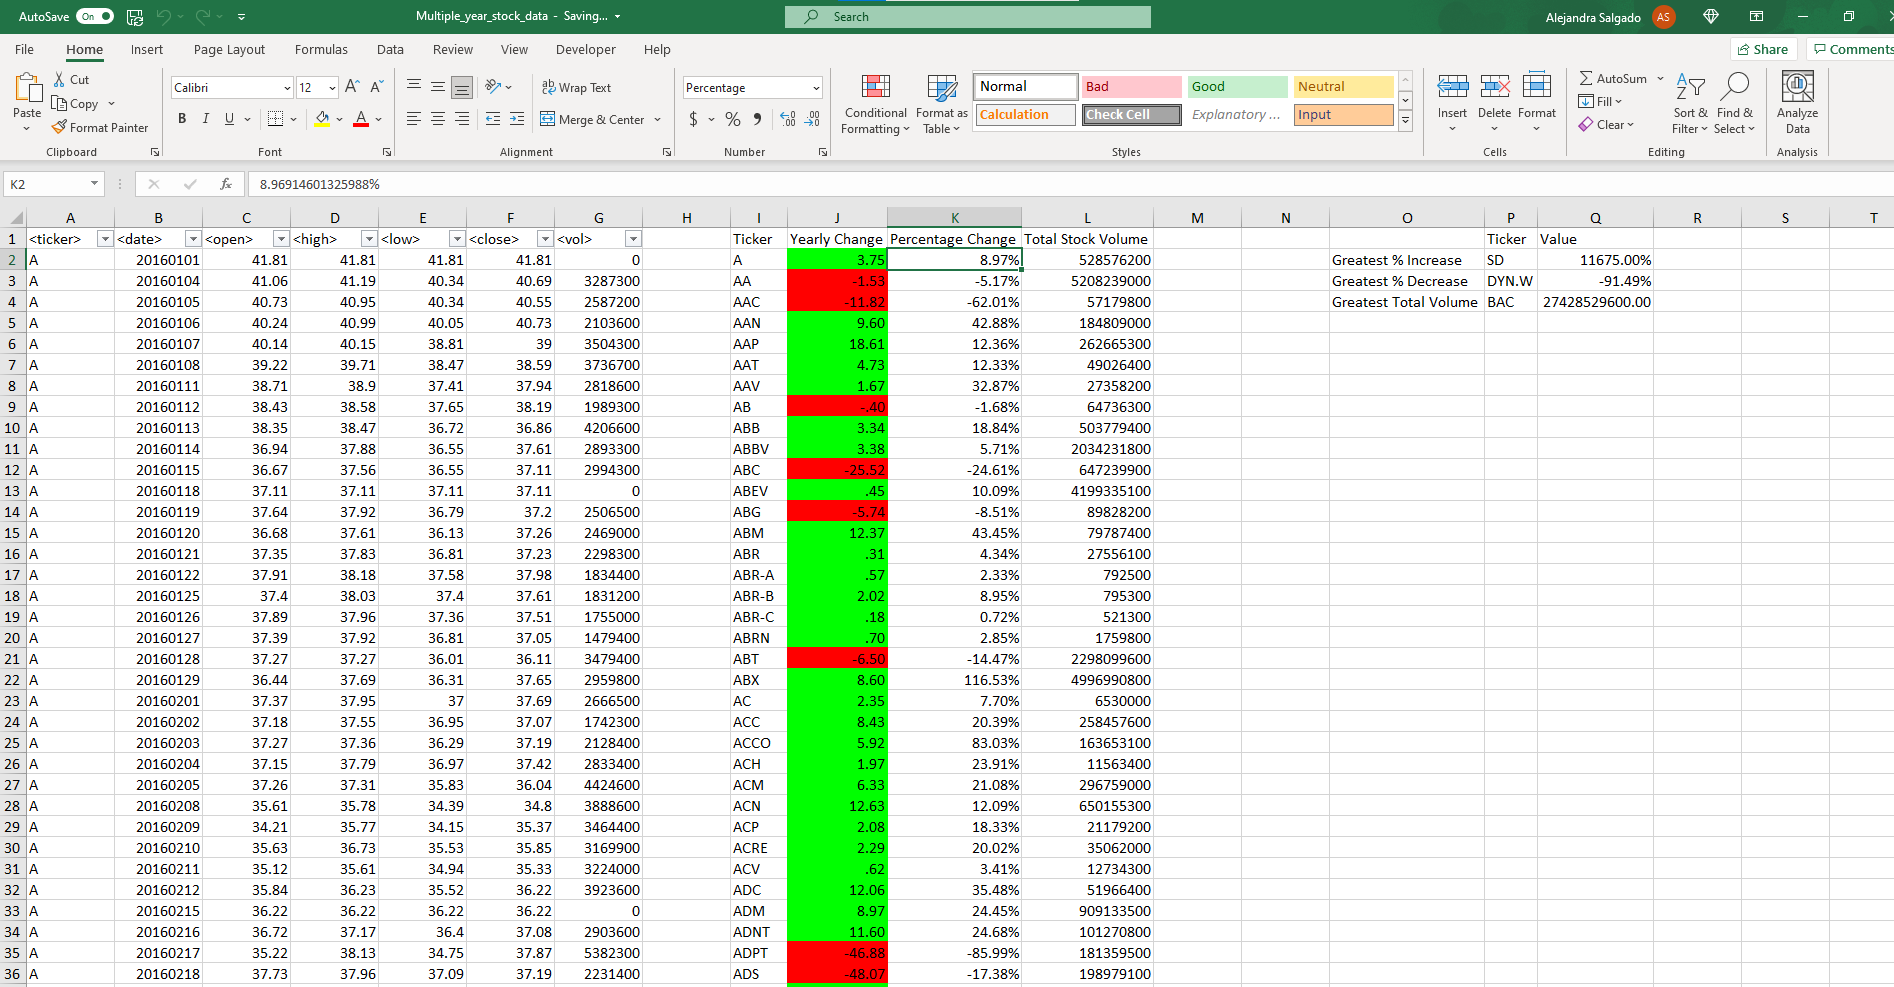 AutoSave On Multiple_year_stock_data - Saving... Search Alejandra Salgado AS
File Home Insert Page Layout Formulas Data Review View Developer Help Share Comments
Paste Cut Copy Format Painter Clipboard
Calibri 12 B I U A A A Font
Wrap Text Merge & Center Alignment
Percentage $ % Number
Conditional Formatting Format as Table Normal Bad Good Neutral Calculation Check Cell Explanatory ... Input Styles
Insert Delete Format Cells
AutoSum Fill Clear Sort & Filter Find & Select Editing
Analyze Data Analysis
K2 fx 8.96914601325988%
A B C D E F G H I J K L M N O P Q R S T
1 <ticker> <date> <open> <high> <low> <close> <vol> Ticker Yearly Change Percentage Change Total Stock Volume Ticker Value
2 A 20160101 41.81 41.81 41.81 41.81 0 A 3.75 8.97% 528576200 Greatest % Increase SD 11675.00%
3 A 20160104 41.06 41.19 40.34 40.69 3287300 AA -1.53 -5.17% 5208239000 Greatest % Decrease DYN.W -91.49%
4 A 20160105 40.73 40.95 40.34 40.55 2587200 AAC -11.82 -62.01% 57179800 Greatest Total Volume BAC 27428529600.00
5 A 20160106 40.24 40.99 40.05 40.73 2103600 AAN 9.60 42.88% 184809000
6 A 20160107 40.14 40.15 38.81 39 3504300 AAP 18.61 12.36% 262665300
7 A 20160108 39.22 39.71 38.47 38.59 3736700 AAT 4.73 12.33% 49026400
8 A 20160111 38.71 38.9 37.41 37.94 2818600 AAV 1.67 32.87% 27358200
9 A 20160112 38.43 38.58 37.65 38.19 1989300 AB -.40 -1.68% 64736300
10 A 20160113 38.35 38.47 36.72 36.86 4206600 ABB 3.34 18.84% 503779400
11 A 20160114 36.94 37.88 36.55 37.61 2893300 ABBV 3.38 5.71% 2034231800
12 A 20160115 36.67 37.56 36.55 37.11 2994300 ABC -25.52 -24.61% 647239900
13 A 20160118 37.11 37.11 37.11 37.11 0 ABEV .45 10.09% 4199335100
14 A 20160119 37.64 37.92 36.79 37.2 2506500 ABG -5.74 -8.51% 89828200
15 A 20160120 36.68 37.61 36.13 37.26 2469000 ABM 12.37 43.45% 79787400
16 A 20160121 37.35 37.83 36.81 37.23 2298300 ABR .31 4.34% 27556100
17 A 20160122 37.91 38.18 37.58 37.98 1834400 ABR-A .57 2.33% 792500
18 A 20160125 37.4 38.03 37.4 37.61 1831200 ABR-B 2.02 8.95% 795300
19 A 20160126 37.89 37.96 37.36 37.51 1755000 ABR-C .18 0.72% 521300
20 A 20160127 37.39 37.92 36.81 37.05 1479400 ABRN .70 2.85% 1759800
21 A 20160128 37.27 37.27 36.01 36.11 3479400 ABT -6.50 -14.47% 2298099600
22 A 20160129 36.44 37.69 36.31 37.65 2959800 ABX 8.60 116.53% 4996990800
23 A 20160201 37.37 37.95 37 37.69 2666500 AC 2.35 7.70% 6530000
24 A 20160202 37.18 37.55 36.95 37.07 1742300 ACC 8.43 20.39% 258457600
25 A 20160203 37.27 37.36 36.29 37.19 2128400 ACCO 5.92 83.03% 163653100
26 A 20160204 37.15 37.79 36.97 37.42 2833400 ACH 1.97 23.91% 11563400
27 A 20160205 37.26 37.31 35.83 36.04 4424600 ACM 6.33 21.08% 296759000
28 A 20160208 35.61 35.78 34.39 34.8 3888600 ACN 12.63 12.09% 650155300
29 A 20160209 34.21 35.77 34.15 35.37 3464400 ACP 2.08 18.33% 21179200
30 A 20160210 35.63 36.73 35.53 35.85 3169900 ACRE 2.29 20.02% 35062000
31 A 20160211 35.12 35.61 34.94 35.33 3224000 ACV .62 3.41% 12734300
32 A 20160212 35.84 36.23 35.52 36.22 3923600 ADC 12.06 35.48% 51966400
33 A 20160215 36.22 36.22 36.22 36.22 0 ADM 8.97 24.45% 909133500
34 A 20160216 36.72 37.17 36.4 37.08 2903600 ADNT 11.60 24.68% 101270800
35 A 20160217 35.22 38.13 34.75 37.87 5382300 ADPT -46.88 -85.99% 181359500
36 A 20160218 37.73 37.96 37.09 37.19 2231400 ADS -48.07 -17.38% 198979100